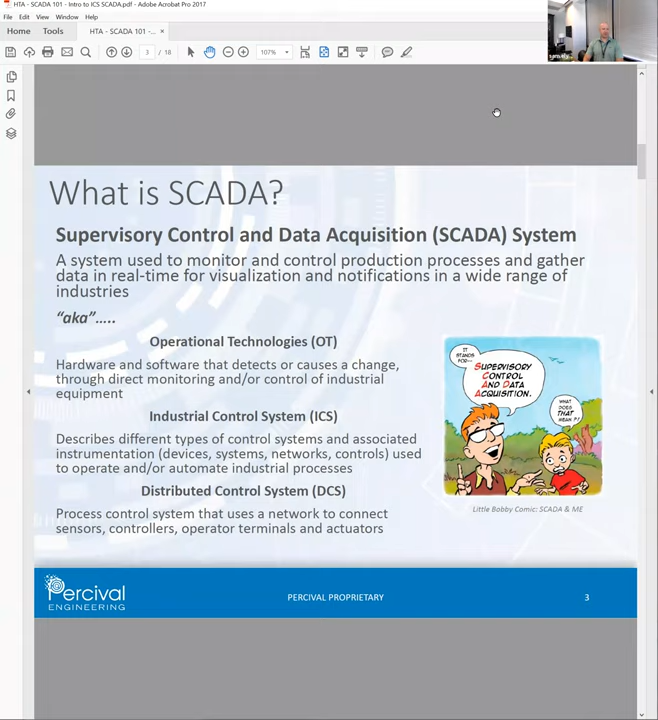 HTA - SCADA 101 - Intro to ICS SCADA.pdf - Adobe Acrobat Pro 2017
File Edit View Window Help
Home Tools HTA - SCADA 101 -... ×
3 / 18 107%
What is SCADA?
Supervisory Control and Data Acquisition (SCADA) System
A system used to monitor and control production processes and gather
data in real-time for visualization and notifications in a wide range of
industries
“aka”.....
Operational Technologies (OT)
Hardware and software that detects or causes a change,
through direct monitoring and/or control of industrial
equipment
Industrial Control System (ICS)
Describes different types of control systems and associated
instrumentation (devices, systems, networks, controls) used
to operate and/or automate industrial processes
Distributed Control System (DCS)
Process control system that uses a network to connect
sensors, controllers, operator terminals and actuators
IT
STANDS
FOR--
SUPERVISORY
CONTROL
AND DATA
ACQUISITION.
WHAT
DOES
THAT
MEAN?!
Little Bobby Comic: SCADA & ME
Percival
ENGINEERING
PERCIVAL PROPRIETARY
3